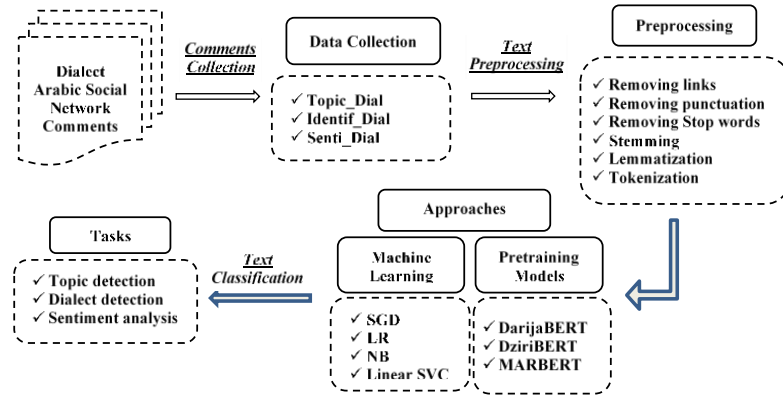 Dialect
Arabic Social
Network
Comments
Comments
Collection
Data Collection
✓ Topic_Dial
✓ Identif_Dial
✓ Senti_Dial
Text
Preprocessing
Preprocessing
✓ Removing links
✓ Removing punctuation
✓ Removing Stop words
✓ Stemming
✓ Lemmatization
✓ Tokenization
Approaches
Machine
Learning
✓ SGD
✓ LR
✓ NB
✓ Linear SVC
Pretraining
Models
✓ DarijaBERT
✓ DziriBERT
✓ MARBERT
Text
Classification
Tasks
✓ Topic detection
✓ Dialect detection
✓ Sentiment analysis